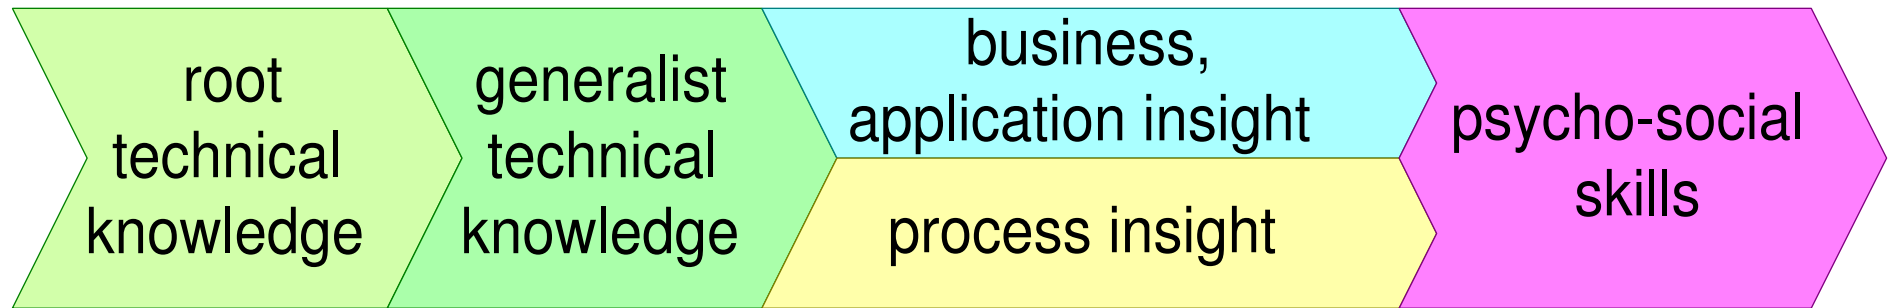 root
technical
knowledge
generalist
technical
knowledge
business,
application insight
process insight
psycho-social
skills